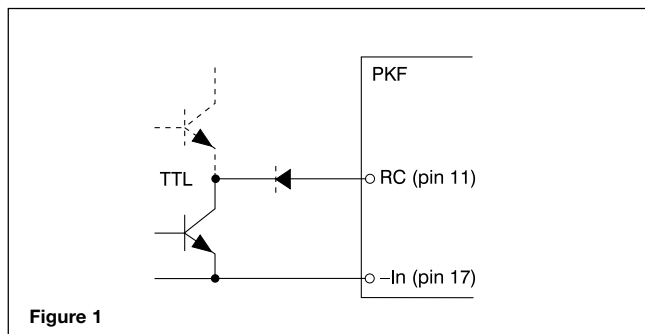 PKF
TTL
RC (pin 11)
–In (pin 17)
Figure 1